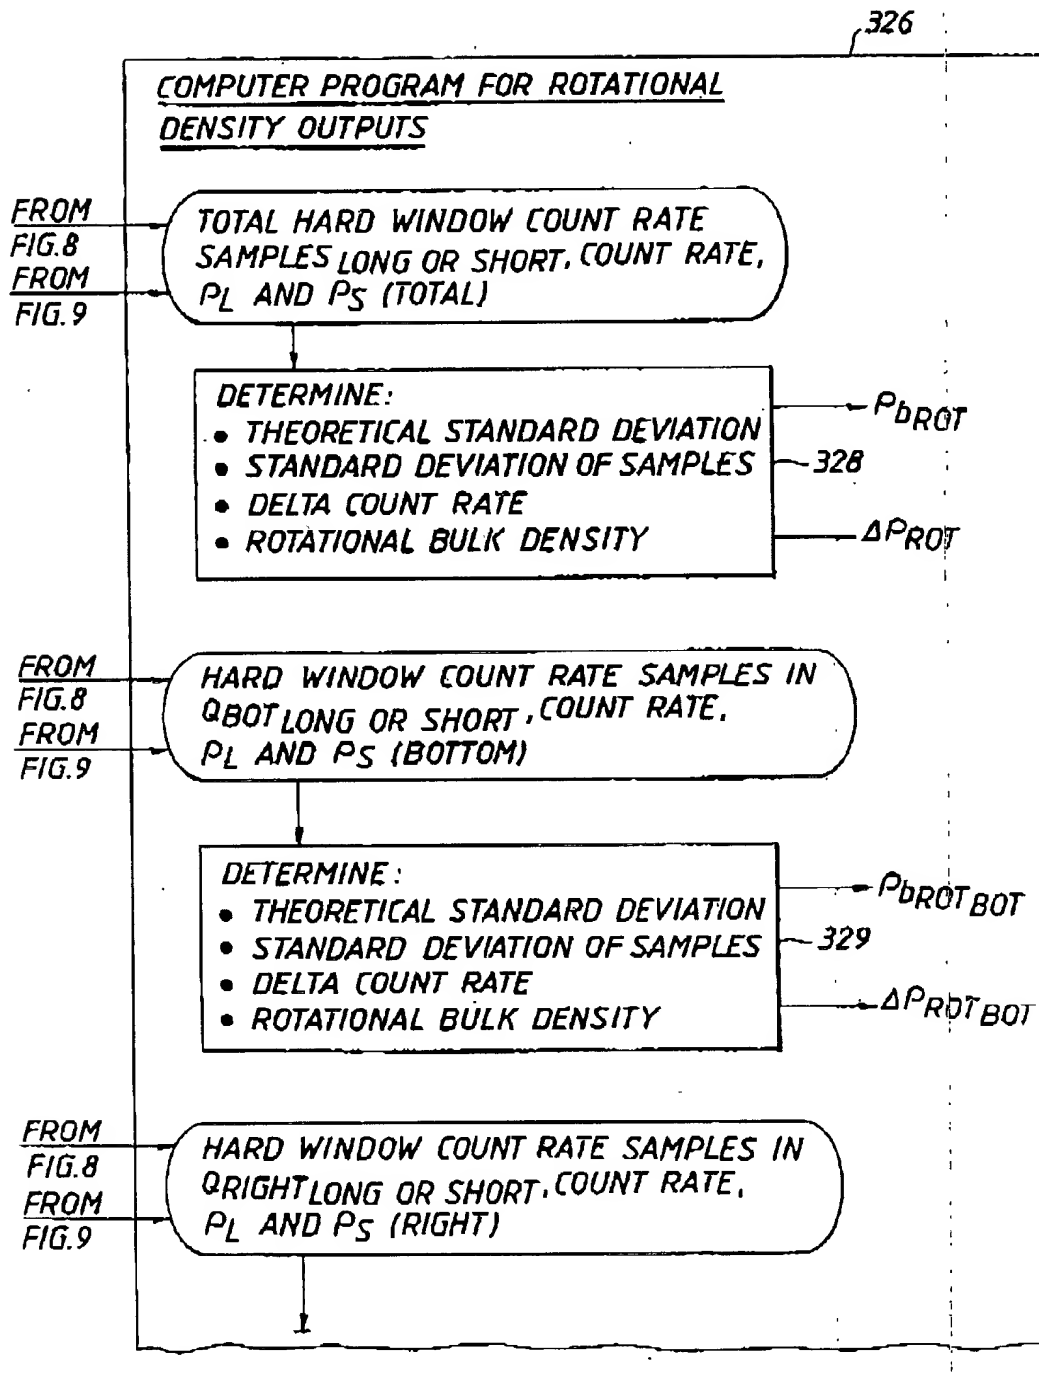 326
COMPUTER PROGRAM FOR ROTATIONAL
DENSITY OUTPUTS
FROM
FIG.8
FROM
FIG.9
TOTAL HARD WINDOW COUNT RATE
SAMPLES LONG OR SHORT, COUNT RATE,
ρL AND ρS (TOTAL)
DETERMINE:
• THEORETICAL STANDARD DEVIATION
• STANDARD DEVIATION OF SAMPLES
• DELTA COUNT RATE
• ROTATIONAL BULK DENSITY
ρbROT
328
ΔρROT
FROM
FIG.8
FROM
FIG.9
HARD WINDOW COUNT RATE SAMPLES IN
QBOT LONG OR SHORT, COUNT RATE,
ρL AND ρS (BOTTOM)
DETERMINE:
• THEORETICAL STANDARD DEVIATION
• STANDARD DEVIATION OF SAMPLES
• DELTA COUNT RATE
• ROTATIONAL BULK DENSITY
ρbROTBOT
329
ΔρROTBOT
FROM
FIG.8
FROM
FIG.9
HARD WINDOW COUNT RATE SAMPLES IN
QRIGHT LONG OR SHORT, COUNT RATE,
ρL AND ρS (RIGHT)